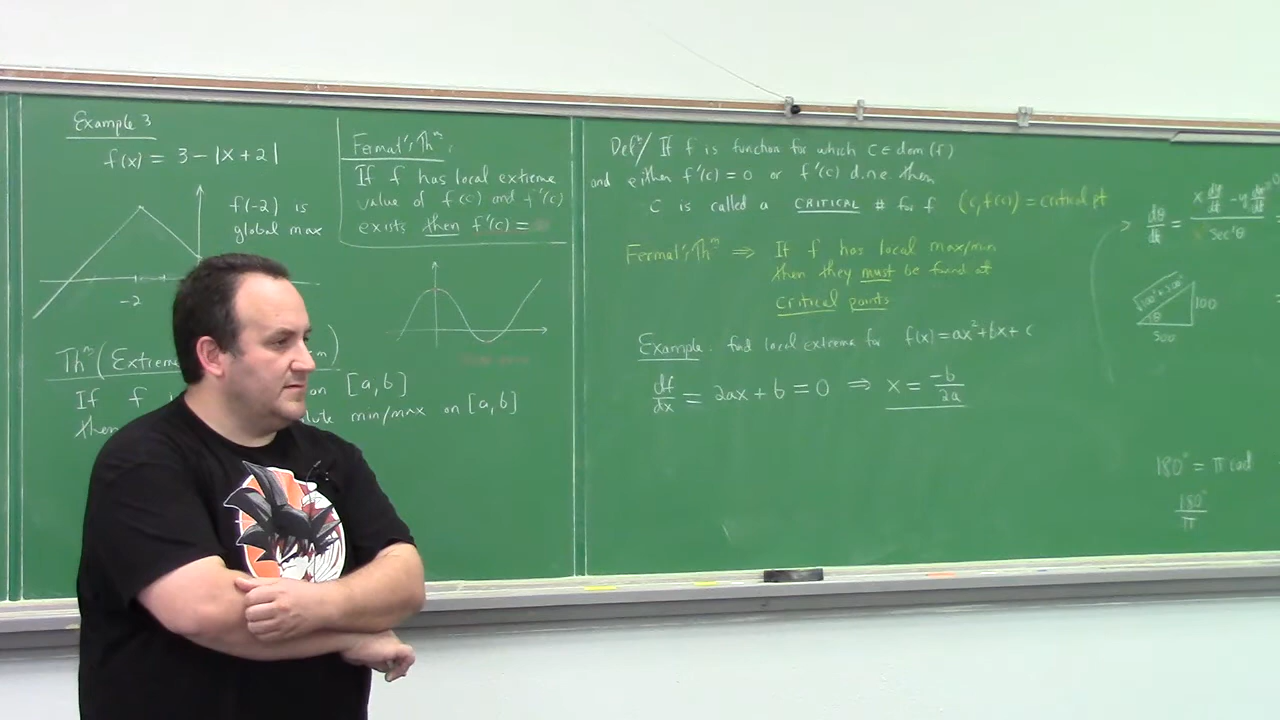 Example 3
f(x) = 3 - |x + 2|
f(-2) is
global max
-2
Fermat's Thm:
If f has local extreme
value of f(c) and f'(c)
exists then f'(c) =
Thm (Extreme
If f
on [a, b]
then
min/max on [a, b]
Defn/ If f is function for which c ∈ dom (f)
and either f'(c) = 0 or f'(c) d.n.e. then
c is called a CRITICAL # for f (c, f(c)) = critical pt
Fermat's Thm ⇒ If f has local max/min
then they must be found at
critical points
Example. find local extreme for f(x) = ax² + bx + c
df/dx = 2ax + b = 0 ⇒ x = -b/2a
dθ/dt =
sec²θ
θ
100
500
180° = π rad
180°/π